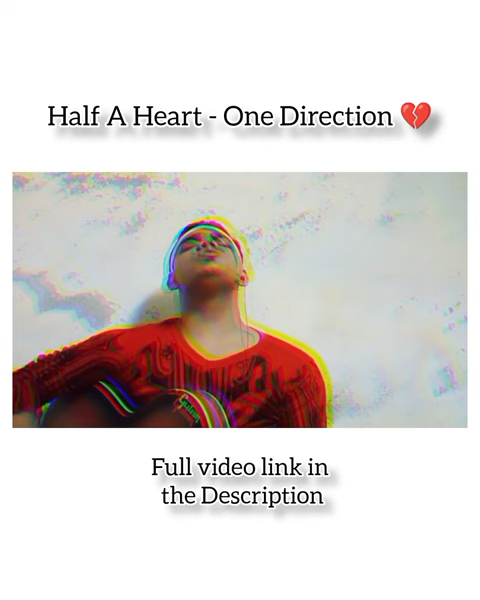 Half A Heart - One Direction 💔
Full video link in
the Description